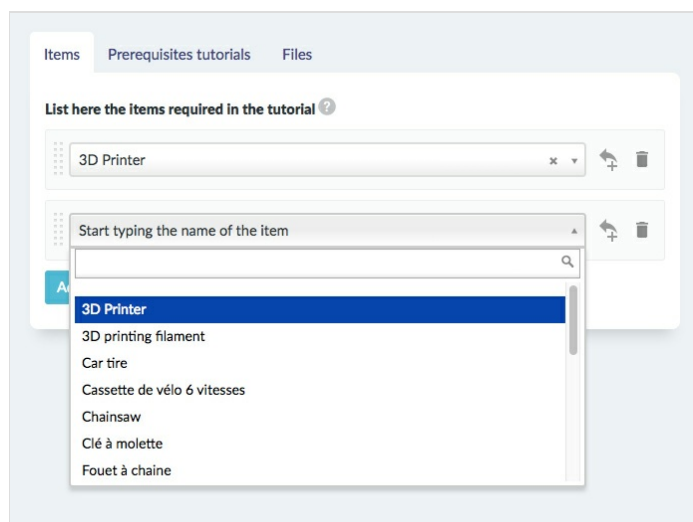 Items Prerequisites tutorials Files
List here the items required in the tutorial ?
3D Printer
Start typing the name of the item
3D Printer
3D printing filament
Car tire
Cassette de vélo 6 vitesses
Chainsaw
Clé à molette
Fouet à chaine